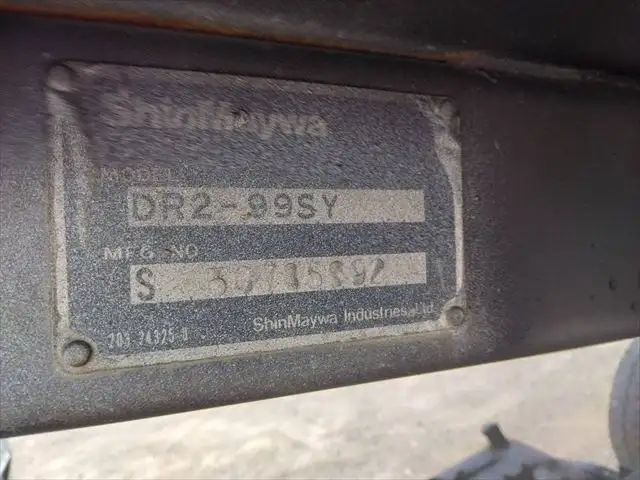 ShinMaywa
MODEL
DR2-99SY
MFG NO
S
ShinMaywa Industries, Ltd.